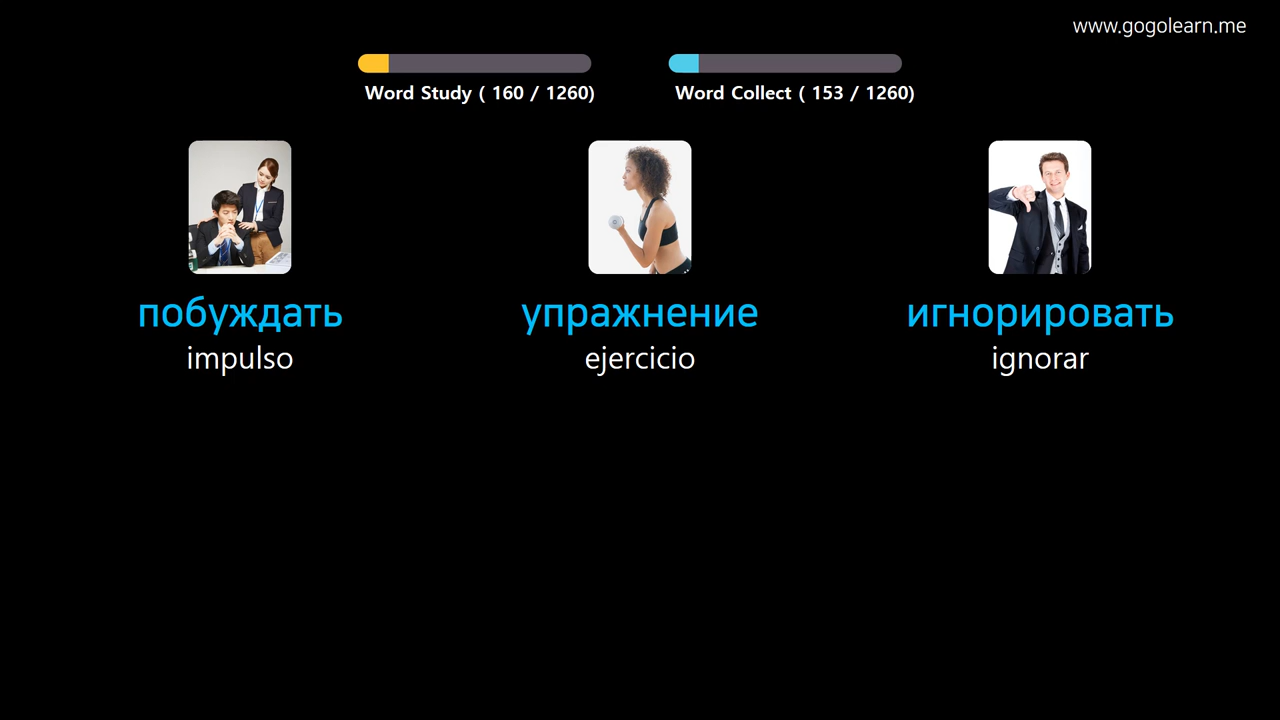 www.gogolearn.me
Word Study ( 160 / 1260)
Word Collect ( 153 / 1260)
побуждать
impulso
упражнение
ejercicio
игнорировать
ignorar